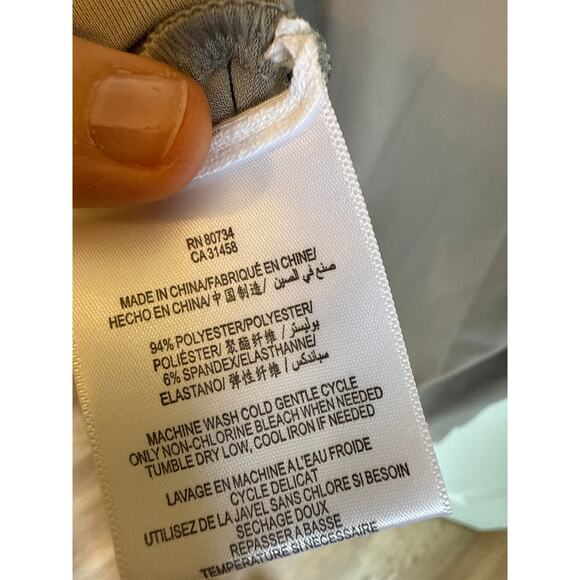 RN 80734
CA 31458
MADE IN CHINA/FABRIQUÉ EN CHINE/
HECHO EN CHINA/中国制造/ صنع في الصين/
94% POLYESTER/POLYESTER/
POLIÉSTER/ 聚酯纤维 / بوليستر/
6% SPANDEX/ELASTHANNE/
ELASTANO/ 弹性纤维 / سباندكس/
MACHINE WASH COLD GENTLE CYCLE
ONLY NON-CHLORINE BLEACH WHEN NEEDED
TUMBLE DRY LOW, COOL IRON IF NEEDED
LAVAGE EN MACHINE A L'EAU FROIDE
CYCLE DELICAT
UTILISEZ DE LA JAVEL SANS CHLORE SI BESOIN
SECHAGE DOUX
REPASSER A BASSE
TEMPERATURE SI NECESSAIRE